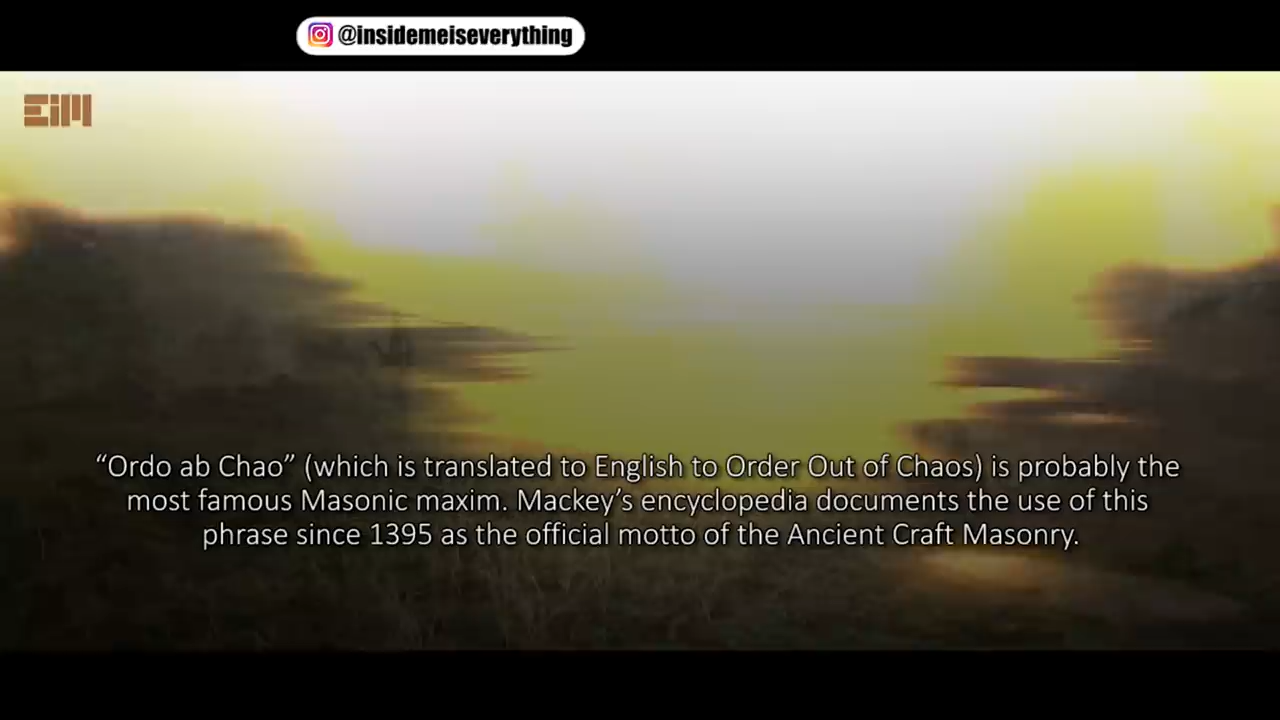 @insidemeiseverything
EiM
“Ordo ab Chao” (which is translated to English to Order Out of Chaos) is probably the
most famous Masonic maxim. Mackey’s encyclopedia documents the use of this
phrase since 1395 as the official motto of the Ancient Craft Masonry.